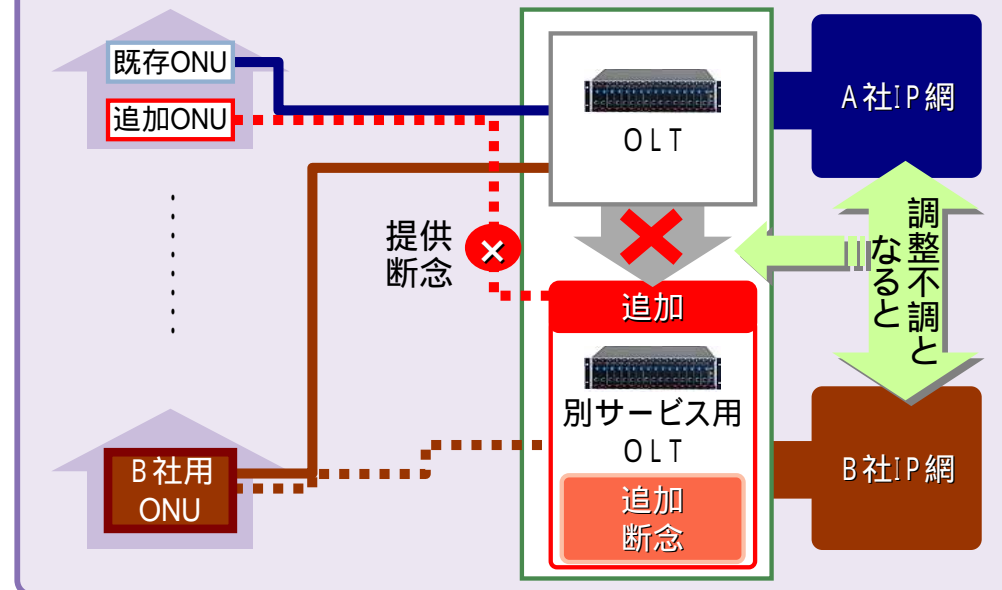 既存ONU
追加ONU
提供
断念
×
B社用
ONU
OLT
追加
別サービス用
OLT
追加
断念
A社IP網
調整不調と
なると
B社IP網